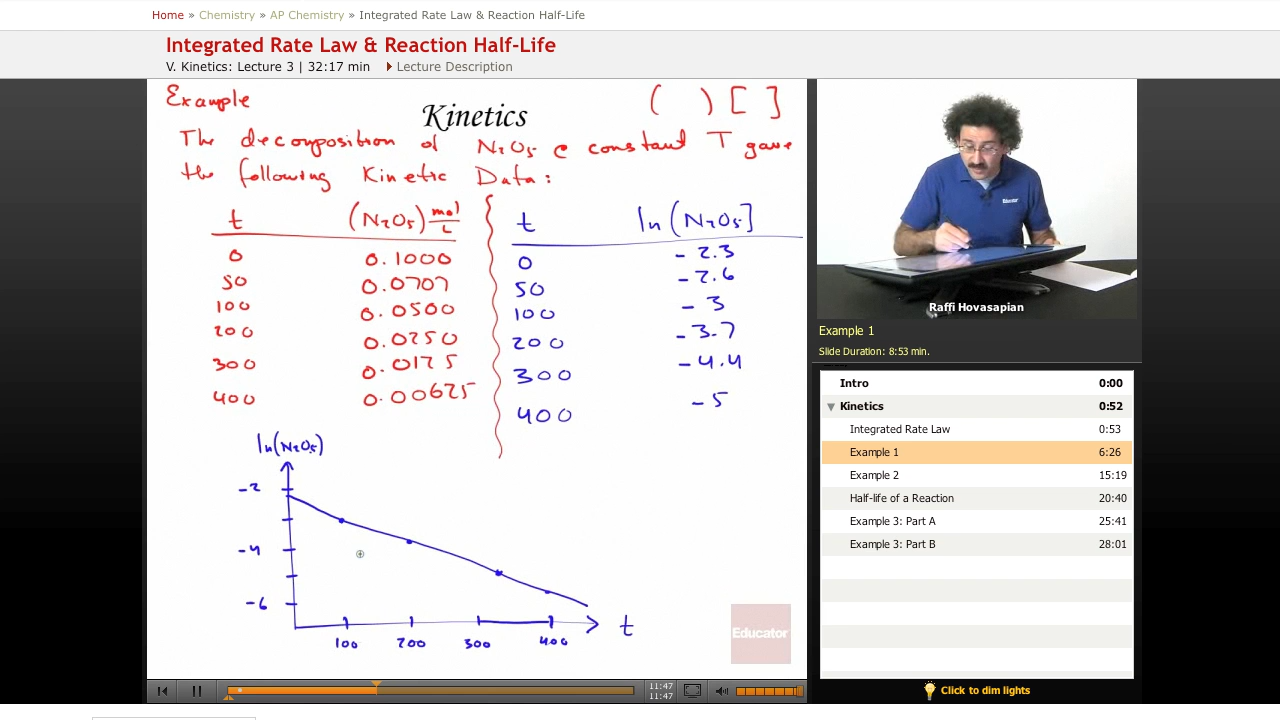 Home » Chemistry » AP Chemistry » Integrated Rate Law & Reaction Half-Life
Integrated Rate Law & Reaction Half-Life
V. Kinetics: Lecture 3 | 32:17 min Lecture Description
Example ( ) [ ]
Kinetics
The decomposition of N2O5 @ constant T gave
the following Kinetic Data:
t (N2O5) mol/L t ln(N2O5]
0 0.1000 0 -2.3
50 0.0707 50 -2.6
100 0.0500 100 -3
200 0.0250 200 -3.7
300 0.0125 300 -4.4
400 0.00625 400 -5
ln(N2O5)
-2
-4
-6
100 200 300 400 t
Educator
11:47
11:47
Educator
Raffi Hovasapian
Example 1
Slide Duration: 8:53 min.
Intro 0:00
Kinetics 0:52
Integrated Rate Law 0:53
Example 1 6:26
Example 2 15:19
Half-life of a Reaction 20:40
Example 3: Part A 25:41
Example 3: Part B 28:01
Click to dim lights